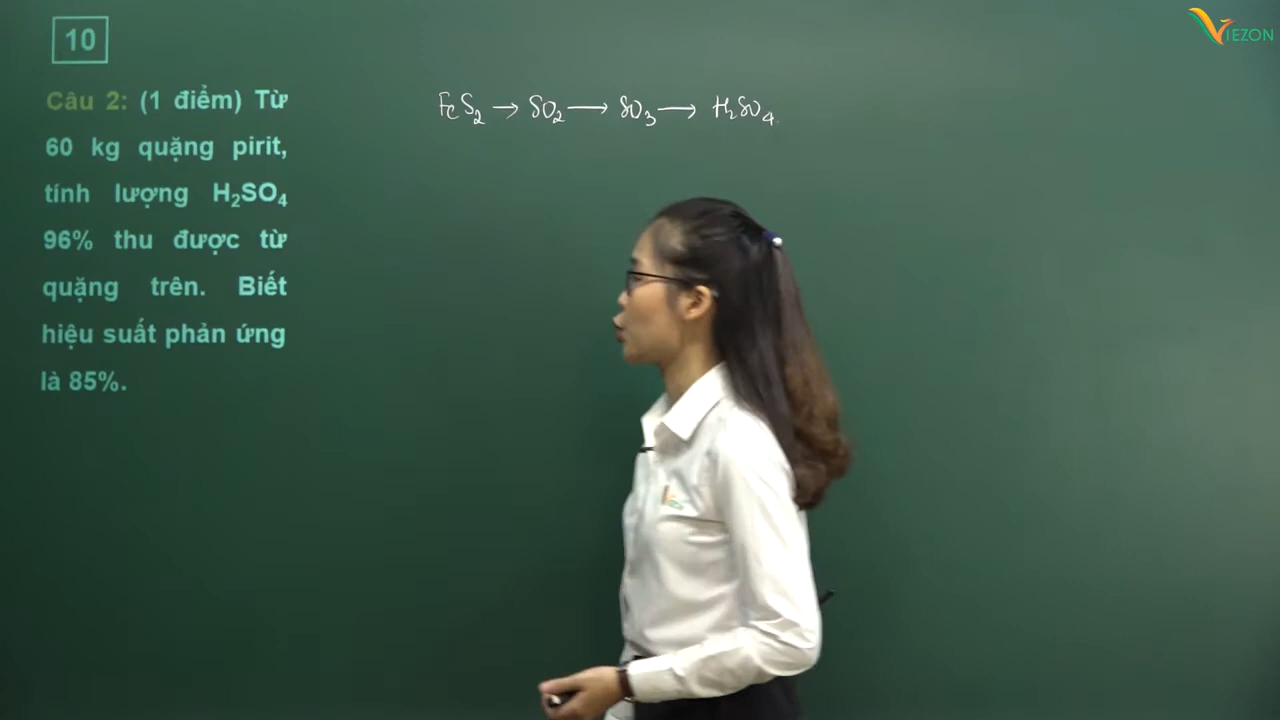 10
Câu 2: (1 điểm) Từ
60 kg quặng pirit,
tính lượng H₂SO₄
96% thu được từ
quặng trên. Biết
hiệu suất phản ứng
là 85%.
FeS₂ → SO₂ → SO₃ → H₂SO₄
VIEZON